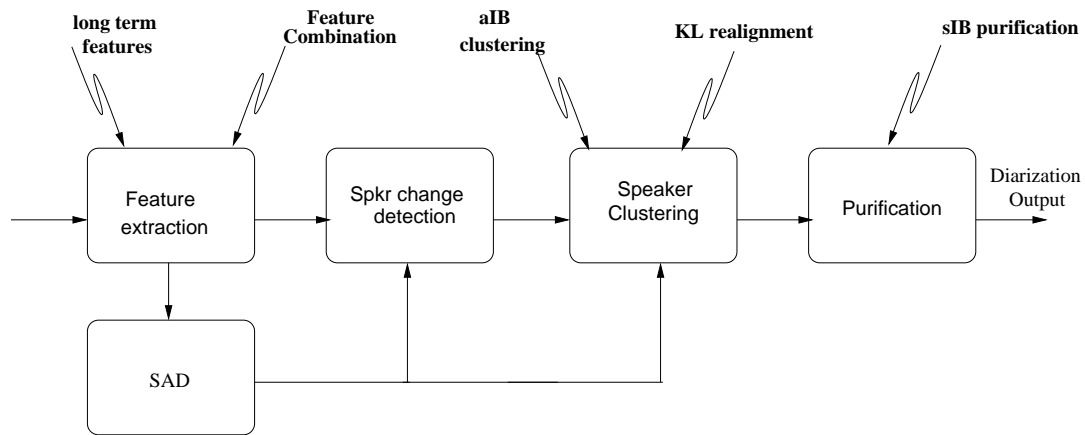 long term
features
Feature
Combination
aIB
clustering
KL realignment
sIB purification
Feature
extraction
Spkr change
detection
Speaker
Clustering
Purification
Diarization
Output
SAD